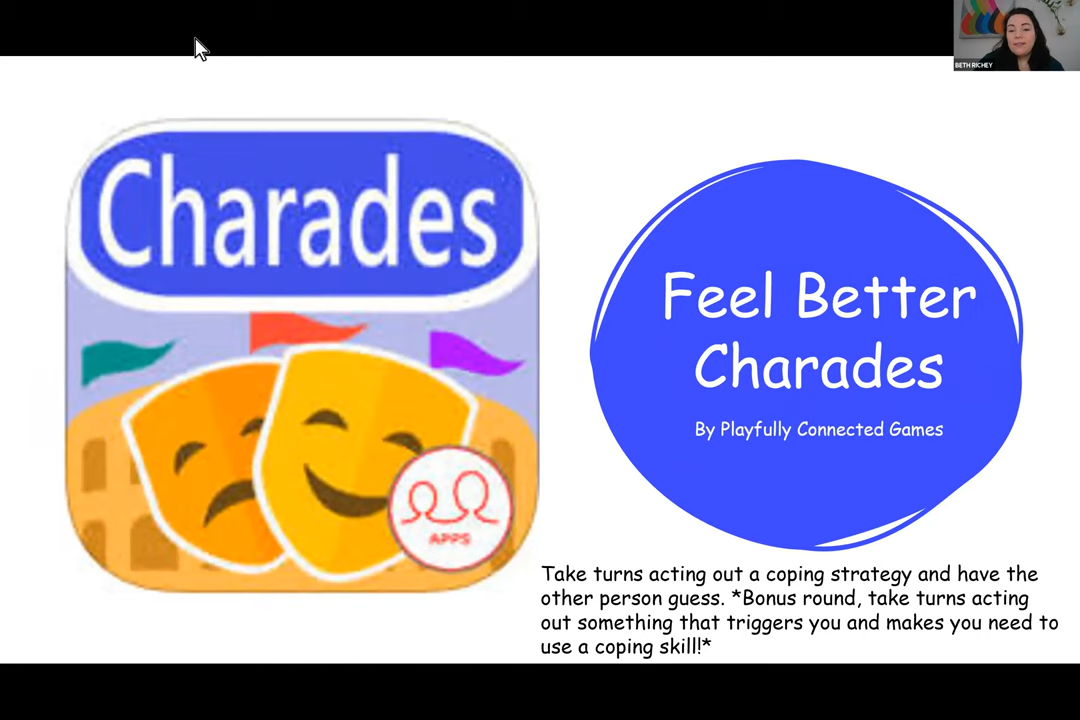 BETH RICHEY
Charades
APPS
Feel Better
Charades
By Playfully Connected Games
Take turns acting out a coping strategy and have the
other person guess. *Bonus round, take turns acting
out something that triggers you and makes you need to
use a coping skill!*